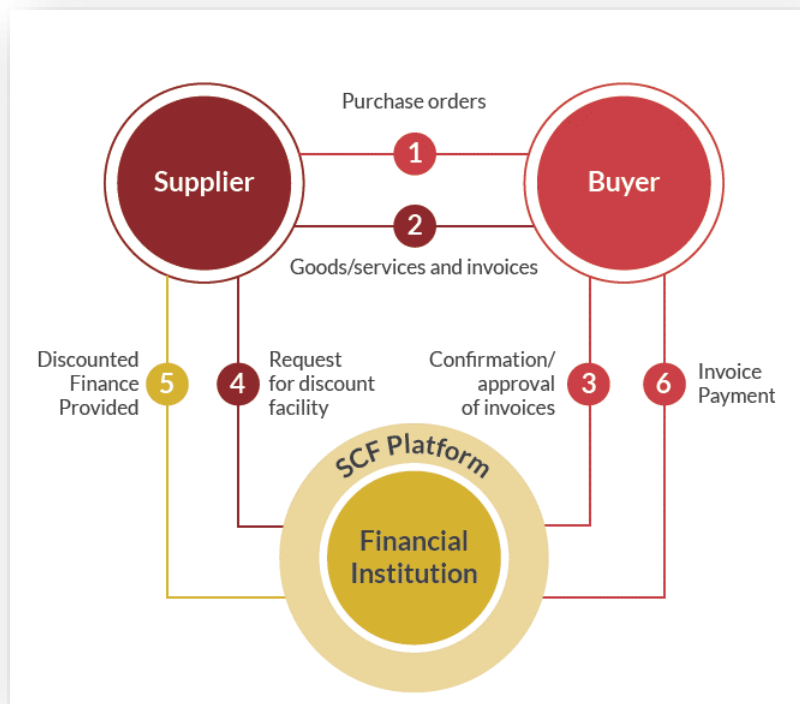 Purchase orders
1
Supplier
Buyer
2
Goods/services and invoices
Discounted
Finance
Provided
5
4
Request
for discount
facility
Confirmation/
approval
of invoices
3
6
Invoice
Payment
SCF Platform
Financial
Institution